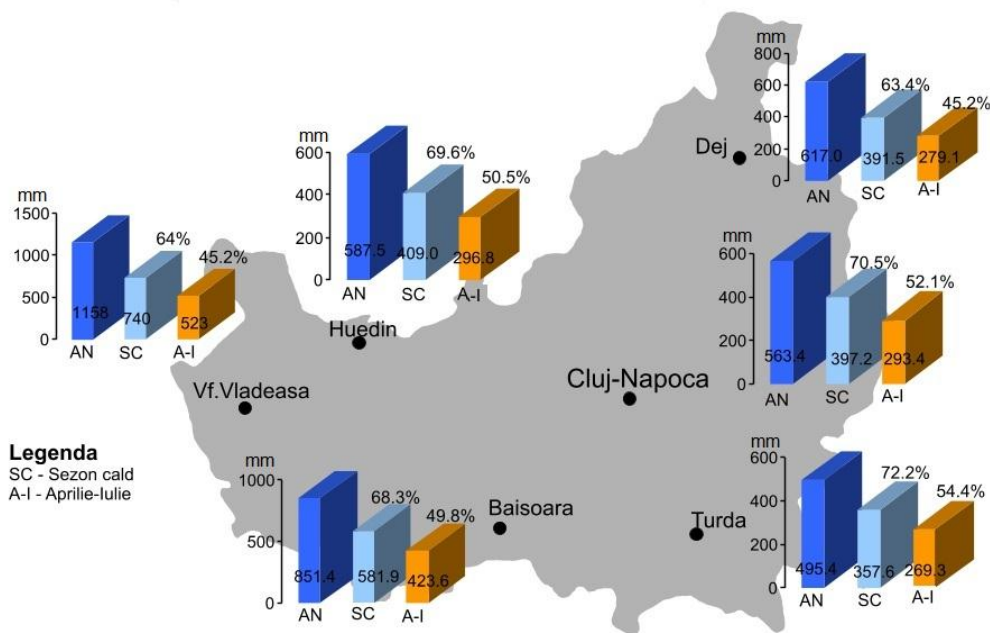 mm
800
600
400
200
0
63.4%
45.2%
617.0
391.5
279.1
AN
SC
A-I
Dej
mm
600
400
200
0
69.6%
50.5%
587.5
409.0
296.8
AN
SC
A-I
Huedin
mm
1500
1000
500
0
64%
45.2%
1158
740
523
AN
SC
A-I
Vf.Vladeasa
mm
600
400
200
0
70.5%
52.1%
563.4
397.2
293.4
AN
SC
A-I
Cluj-Napoca
Legenda
SC - Sezon cald
A-I - Aprilie-Iulie
mm
1000
500
0
68.3%
49.8%
851.4
581.9
423.6
AN
SC
A-I
Baisoara
mm
600
400
200
0
72.2%
54.4%
495.4
357.6
269.3
AN
SC
A-I
Turda